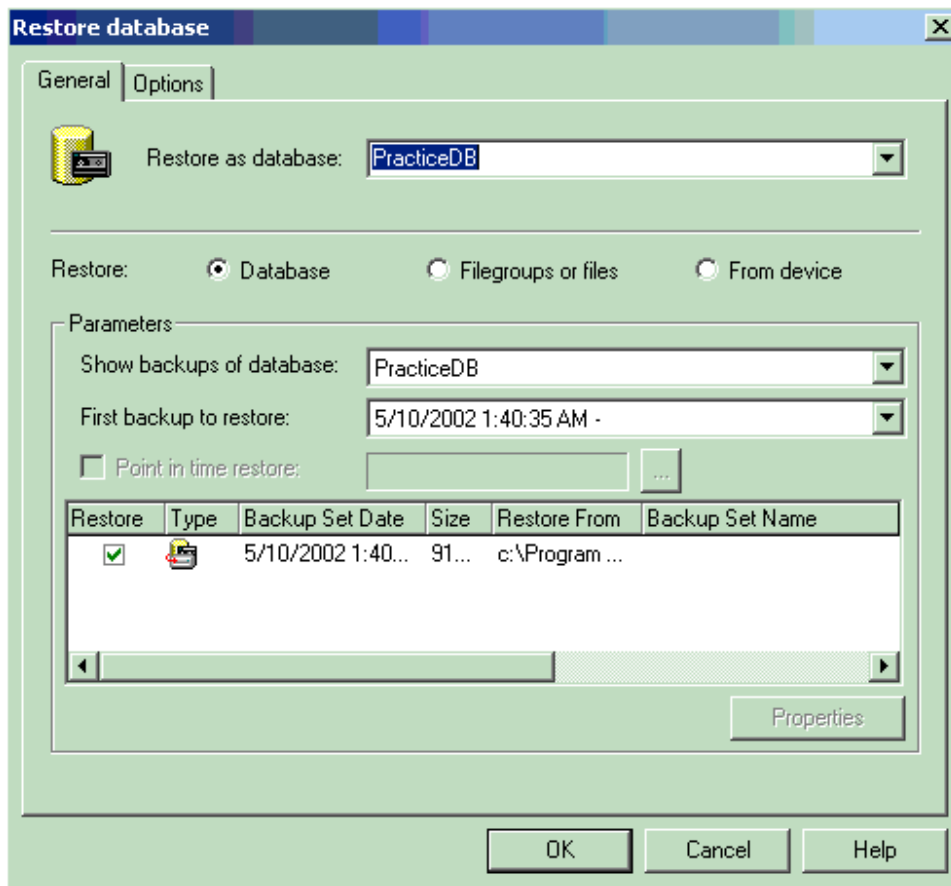 Restore database
General Options
Restore as database: PracticeDB
Restore: Database Filegroups or files From device
Parameters
Show backups of database: PracticeDB
First backup to restore: 5/10/2002 1:40:35 AM -
Point in time restore: ...
Restore Type Backup Set Date Size Restore From Backup Set Name
5/10/2002 1:40... 91... c:\Program ...
Properties
OK Cancel Help